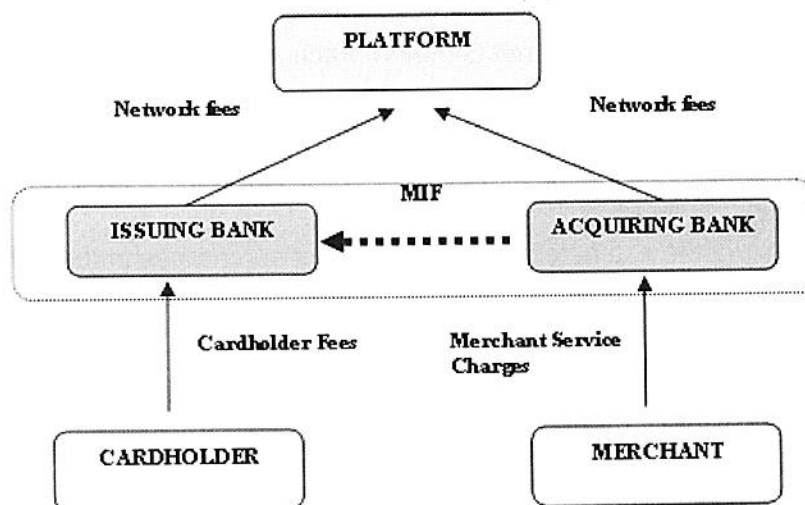 PLATFORM
Network fees
Network fees
MIF
ISSUING BANK
ACQUIRING BANK
Cardholder Fees
Merchant Service
Charges
CARDHOLDER
MERCHANT